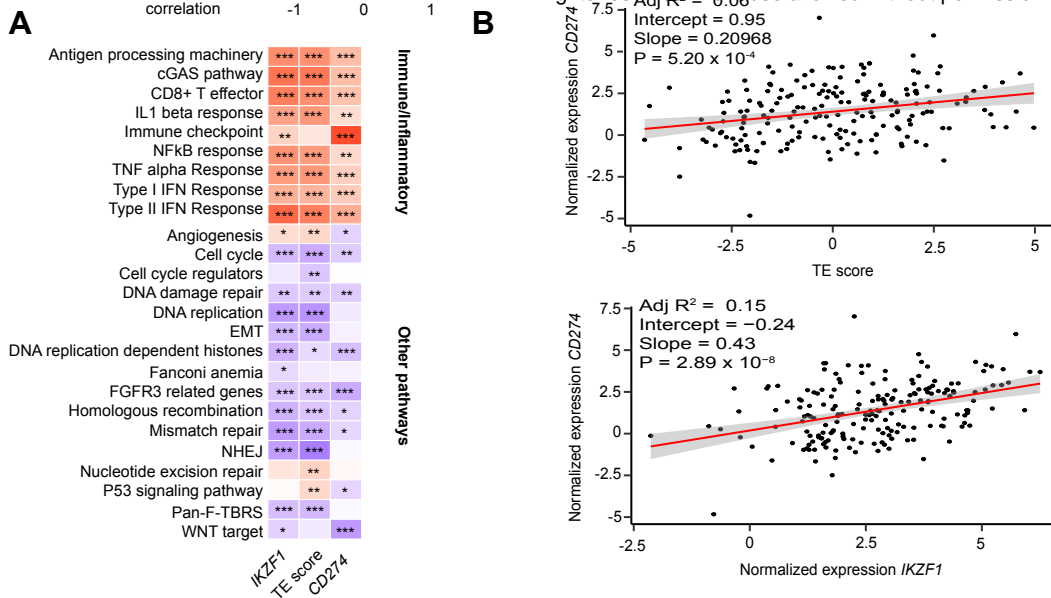 correlation -1 0 1
A
Antigen processing machinery *** *** ***
cGAS pathway *** *** ***
CD8+ T effector *** *** ***
IL1 beta response *** *** **
Immune checkpoint ** ***
NFkB response *** *** **
TNF alpha Response *** *** ***
Type I IFN Response *** *** ***
Type II IFN Response *** *** ***
Immune/Inflammatory
Angiogenesis * ** *
Cell cycle *** *** **
Cell cycle regulators **
DNA damage repair ** ** **
DNA replication *** ***
EMT *** ***
DNA replication dependent histones *** * ***
Fanconi anemia *
FGFR3 related genes *** *** ***
Homologous recombination *** *** *
Mismatch repair *** *** *
NHEJ *** ***
Nucleotide excision repair **
P53 signaling pathway ** *
Pan-F-TBRS *** ***
WNT target * ***
Other pathways
IKZF1 TE score CD274
B
Adj R² = 0.06
Intercept = 0.95
Slope = 0.20968
P = 5.20 x 10⁻⁴
Normalized expression CD274
7.5
5
2.5
0
-2.5
-5
-5 -2.5 0 2.5 5
TE score
Adj R² = 0.15
Intercept = −0.24
Slope = 0.43
P = 2.89 x 10⁻⁸
Normalized expression CD274
7.5
5
2.5
0
-2.5
-5
-2.5 0 2.5 5
Normalized expression IKZF1